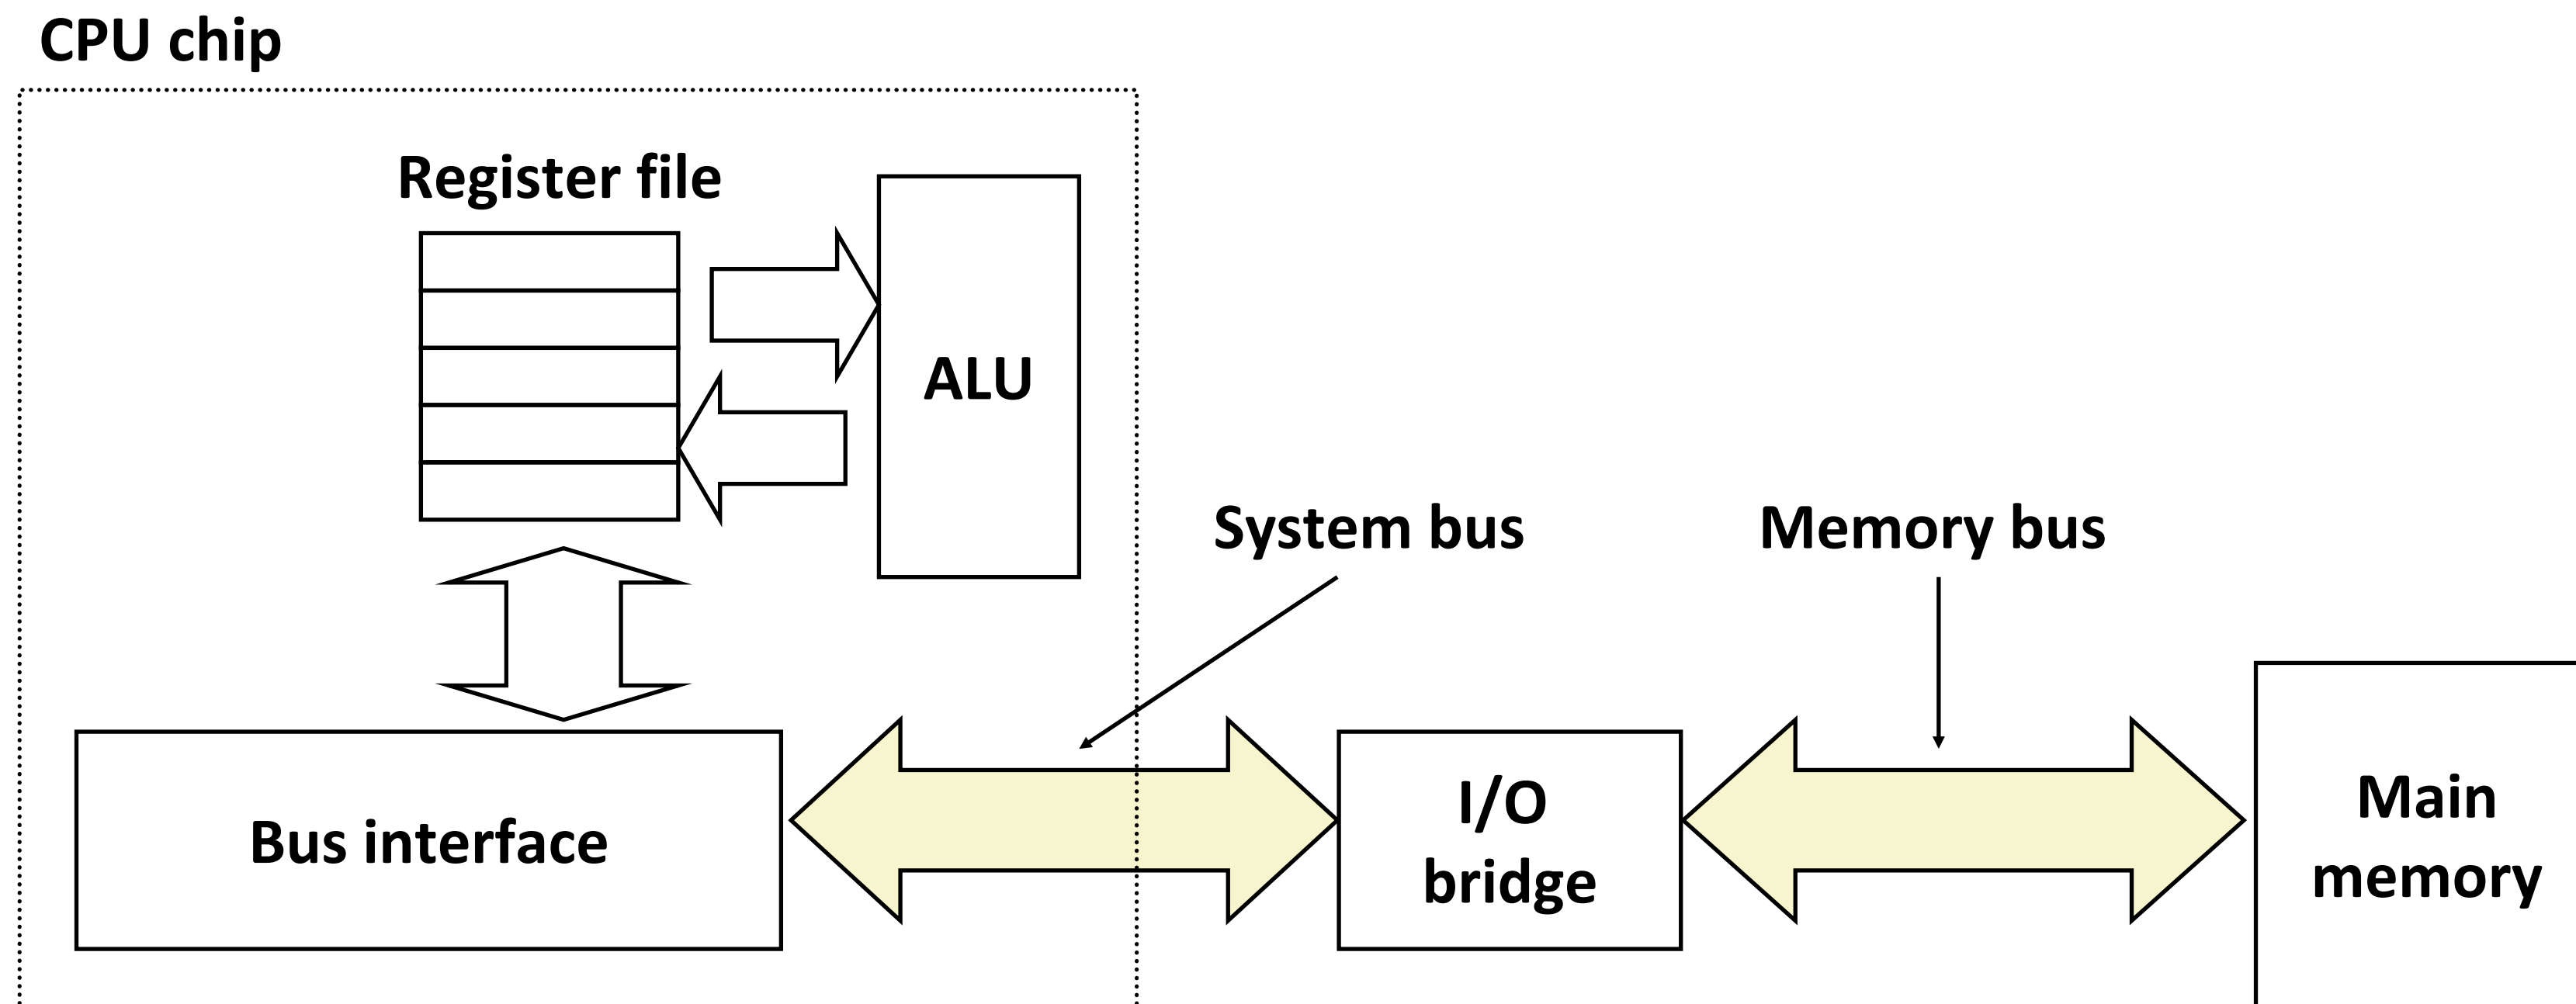 CPU chip
Register file
ALU
System bus
Memory bus
Bus interface
I/O
bridge
Main
memory